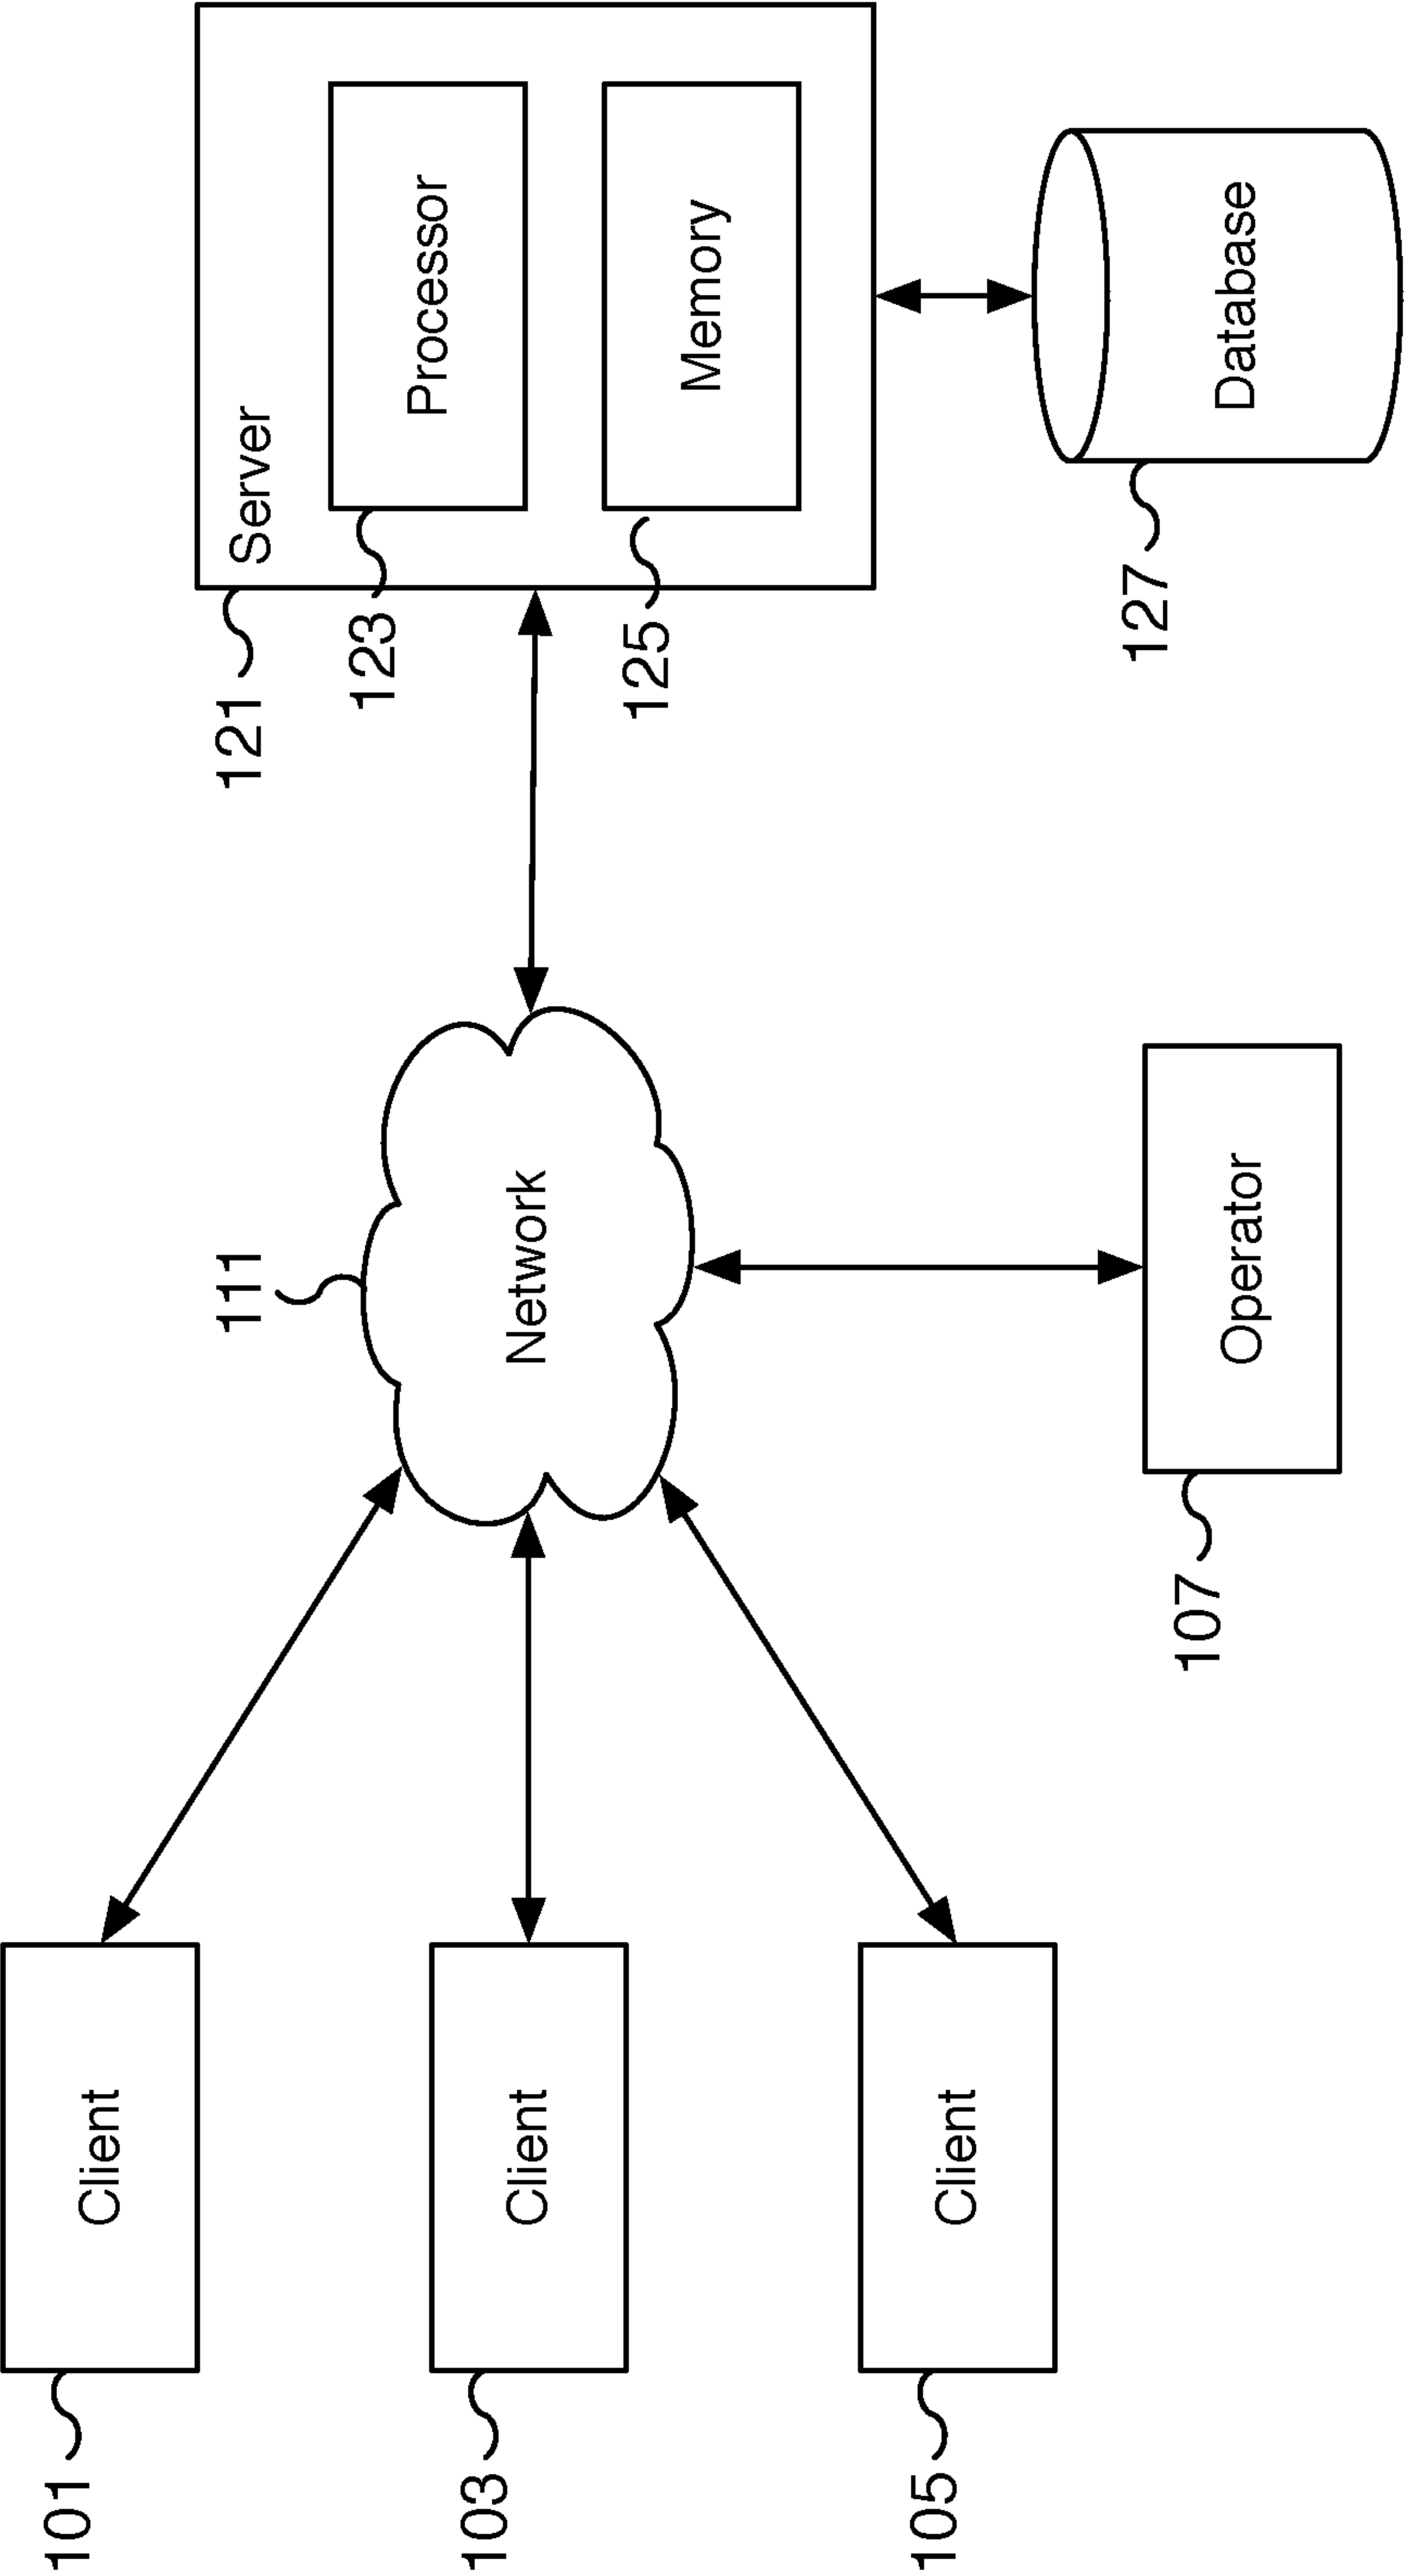 101
Client
103
Client
105
Client
111
Network
107
Operator
121
Server
123
Processor
125
Memory
127
Database